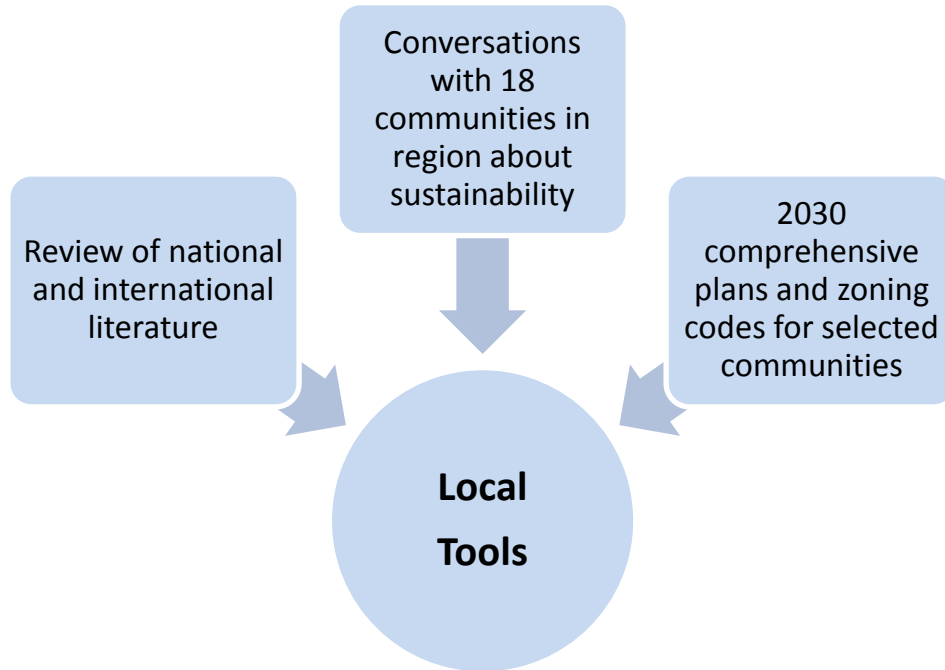 Review of national
and international
literature
Conversations
with 18
communities in
region about
sustainability
2030
comprehensive
plans and zoning
codes for selected
communities
Local
Tools